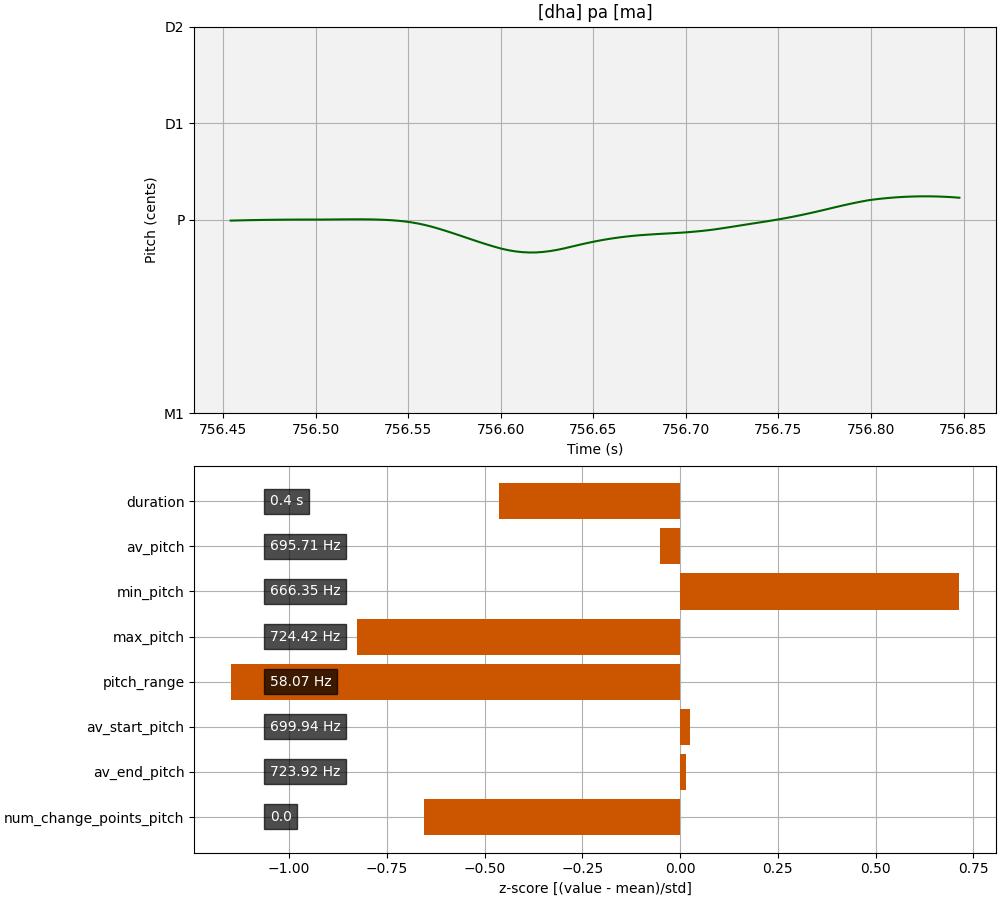 [dha] pa [ma]
D2
D1
P
M1
Pitch (cents)
756.45 756.50 756.55 756.60 756.65 756.70 756.75 756.80 756.85
Time (s)
duration 0.4 s
av_pitch 695.71 Hz
min_pitch 666.35 Hz
max_pitch 724.42 Hz
pitch_range 58.07 Hz
av_start_pitch 699.94 Hz
av_end_pitch 723.92 Hz
num_change_points_pitch 0.0
−1.00 −0.75 −0.50 −0.25 0.00 0.25 0.50 0.75
z-score [(value - mean)/std]